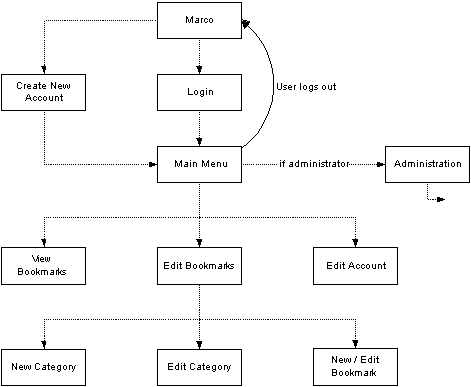 Marco
Create New
Account
Login
User logs out
Main Menu
if administrator
Administration
View
Bookmarks
Edit Bookmarks
Edit Account
New Category
Edit Category
New / Edit
Bookmark